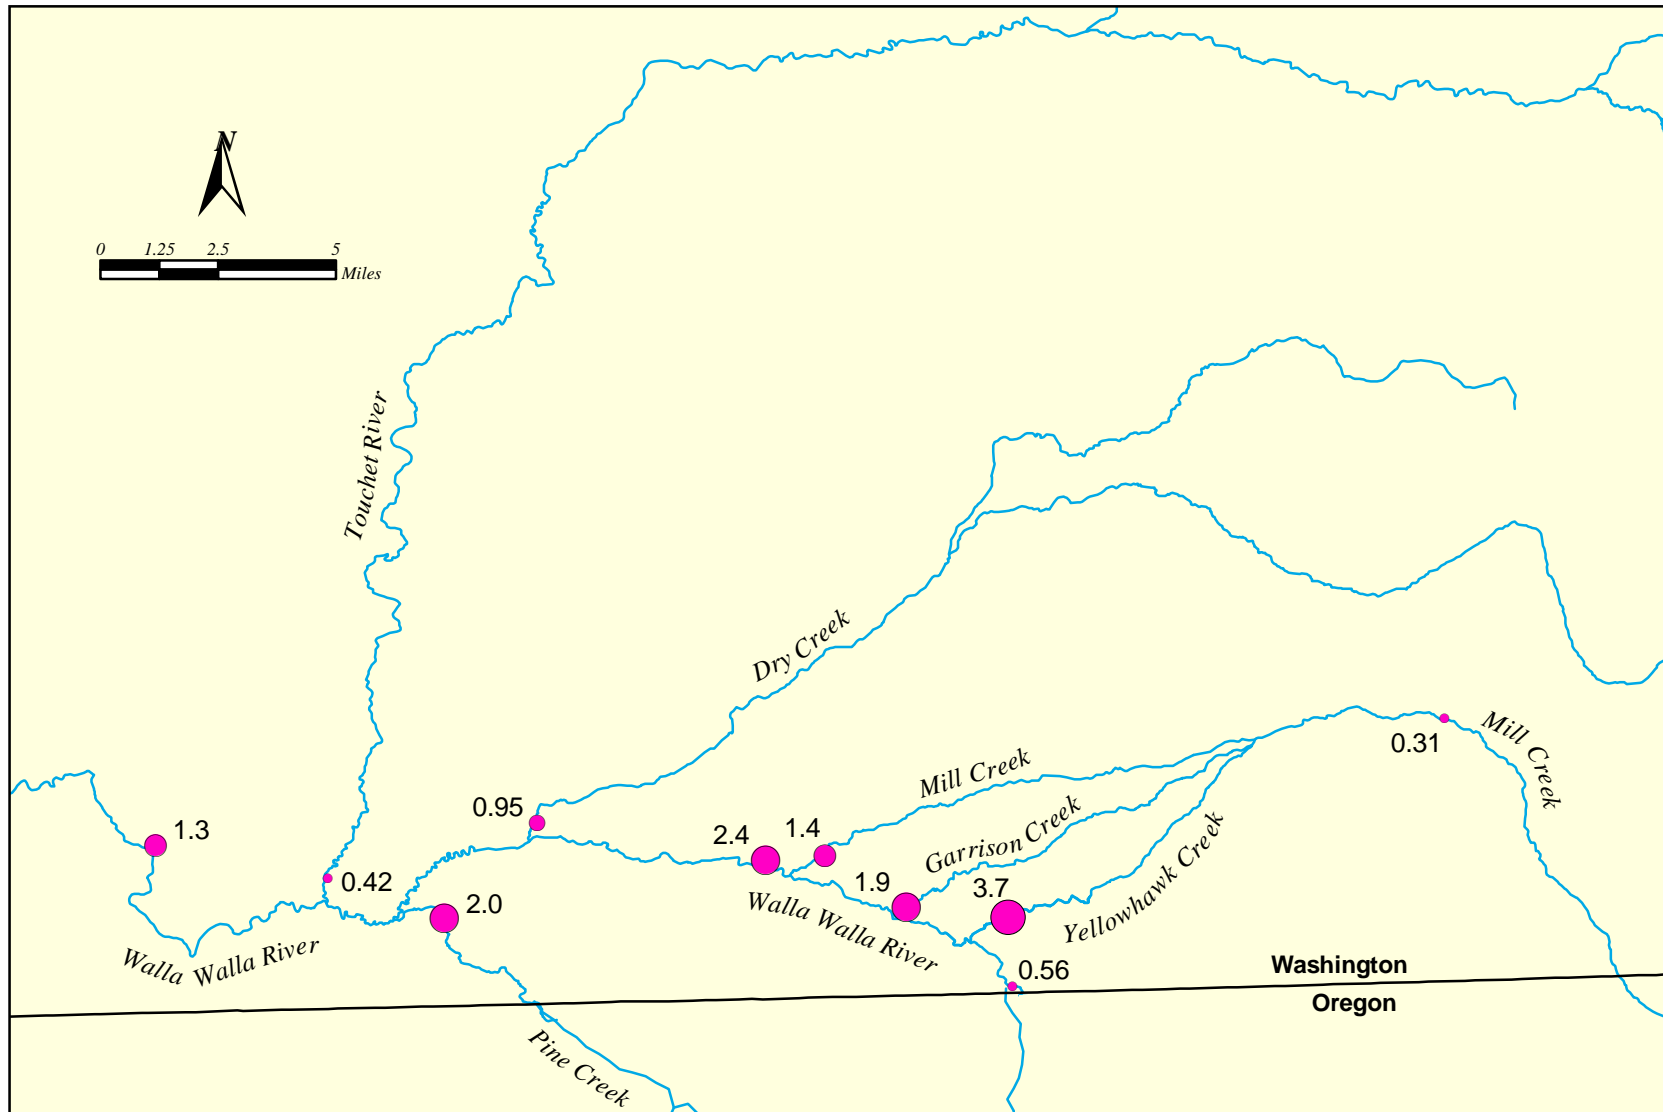 N
0 1.25 2.5 5
Miles
Touchet River
Dry Creek
Mill Creek
0.31
Mill Creek
0.95
1.3
2.4
1.4
Garrison Creek
0.42
2.0
1.9
3.7
Yellowhawk Creek
Walla Walla River
Walla Walla River
0.56
Washington
Oregon
Pine Creek